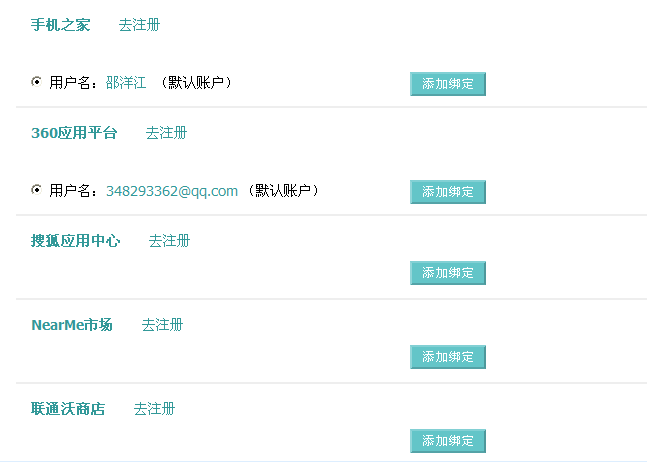 手机之家 去注册
用户名：邵洋江 （默认账户）
添加绑定
360应用平台 去注册
用户名：348293362@qq.com （默认账户）
添加绑定
搜狐应用中心 去注册
添加绑定
NearMe市场 去注册
添加绑定
联通沃商店 去注册
添加绑定